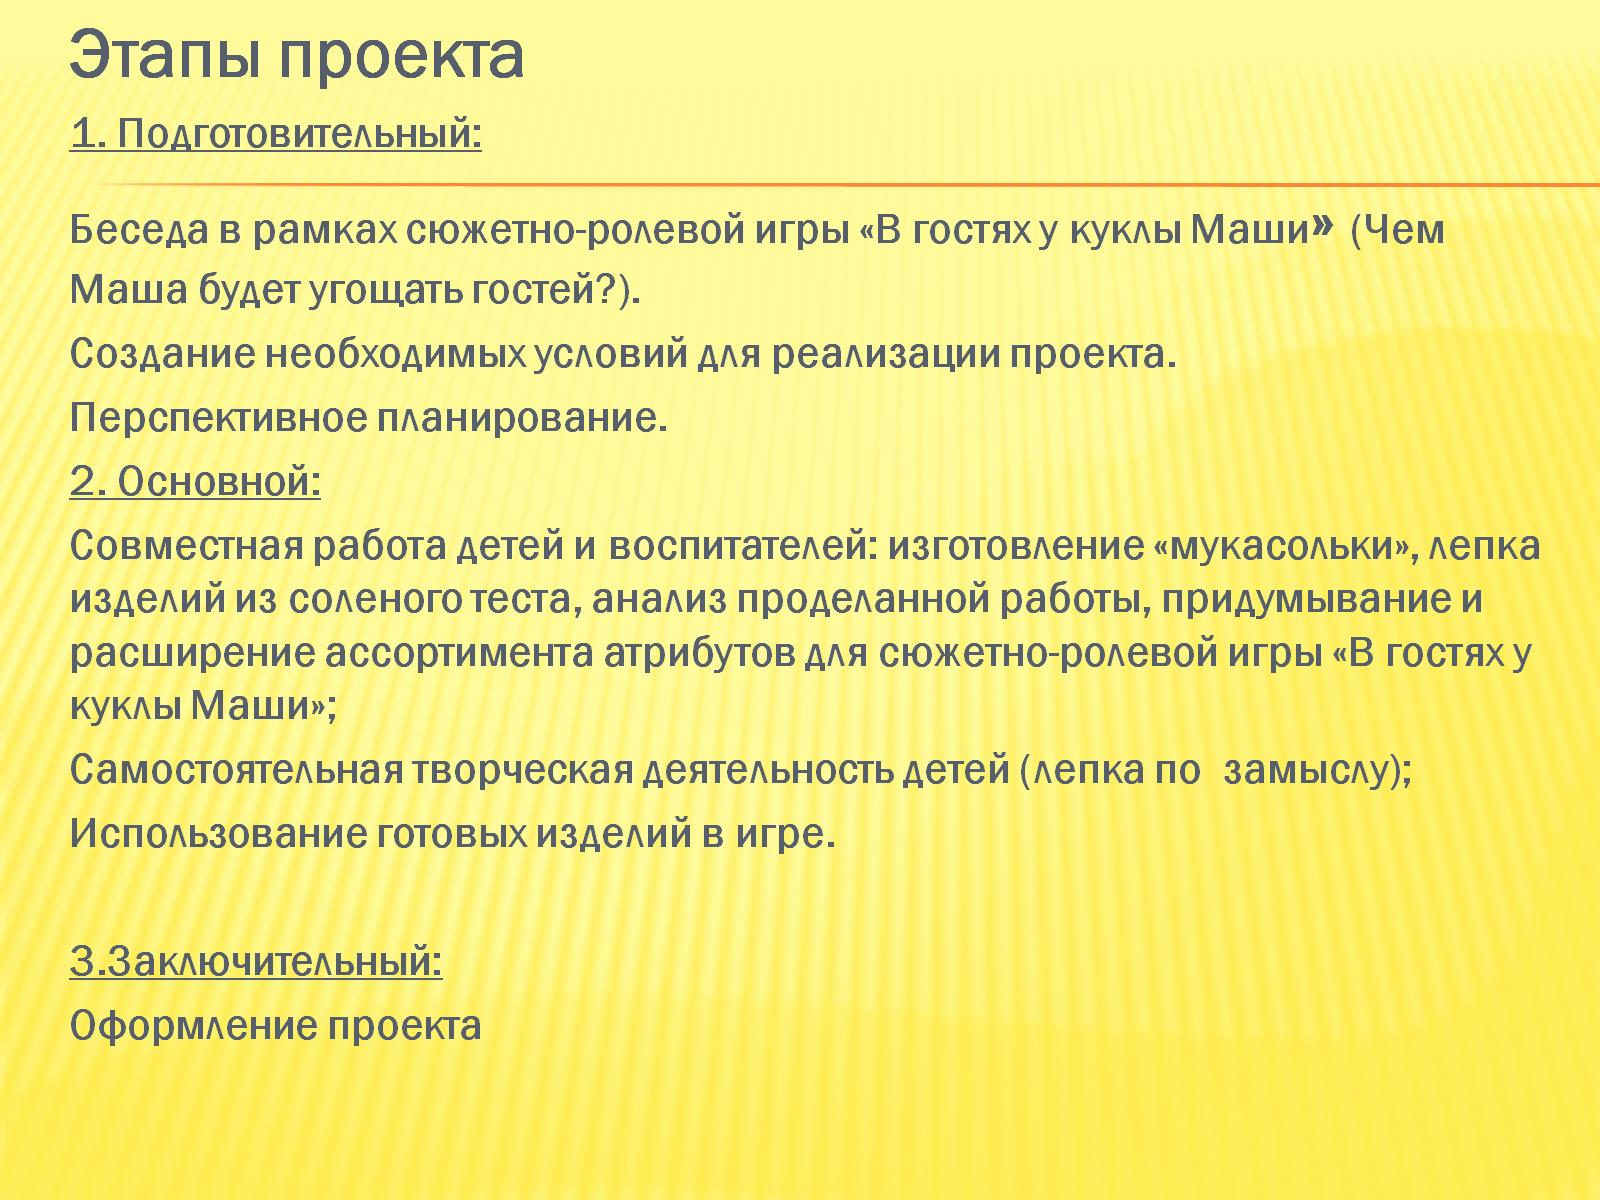 Этапы проекта
1. Подготовительный:
Беседа в рамках сюжетно-ролевой игры «В гостях у куклы Маши» (Чем
Маша будет угощать гостей?).
Создание необходимых условий для реализации проекта.
Перспективное планирование.
2. Основной:
Совместная работа детей и воспитателей: изготовление «мукасольки», лепка
изделий из соленого теста, анализ проделанной работы, придумывание и
расширение ассортимента атрибутов для сюжетно-ролевой игры «В гостях у
куклы Маши»;
Самостоятельная творческая деятельность детей (лепка по замыслу);
Использование готовых изделий в игре.
3.Заключительный:
Оформление проекта